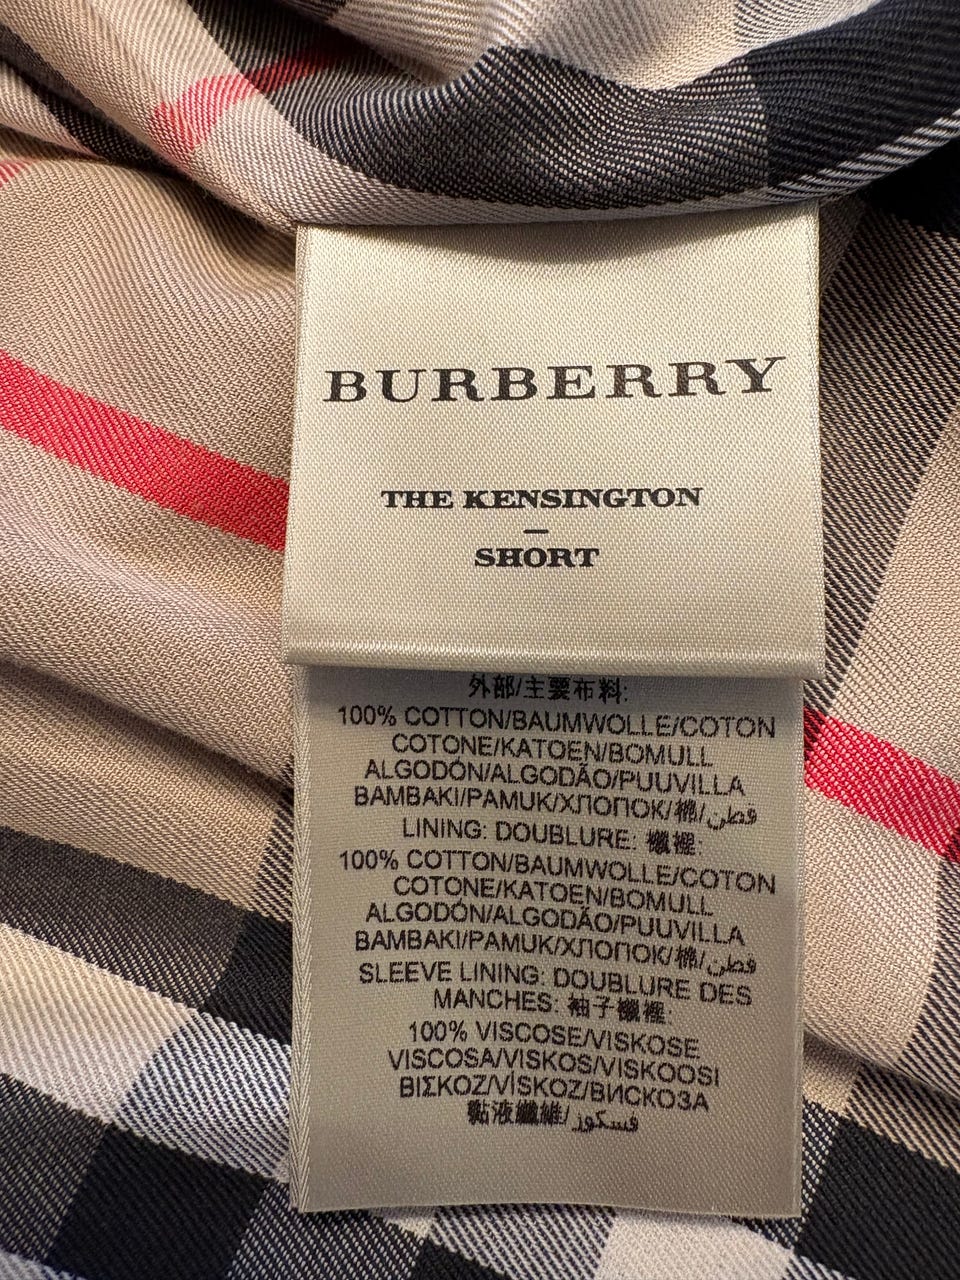 BURBERRY
THE KENSINGTON
–
SHORT
外部/主要布料:
100% COTTON/BAUMWOLLE/COTON
COTONE/KATOEN/BOMULL
ALGODÓN/ALGODÃO/PUUVILLA
BAMBAKI/PAMUK/ХЛОПОК/棉/قطن
LINING: DOUBLURE: 襯裡:
100% COTTON/BAUMWOLLE/COTON
COTONE/KATOEN/BOMULL
ALGODÓN/ALGODÃO/PUUVILLA
BAMBAKI/PAMUK/ХЛОПОК/棉/قطن
SLEEVE LINING: DOUBLURE DES
MANCHES: 袖子襯裡:
100% VISCOSE/VISKOSE
VISCOSA/VISKOS/VISKOOSI
ΒΙΣΚΟΖ/VİSKOZ/ВИСКОЗА
黏液纖維/فسكوز